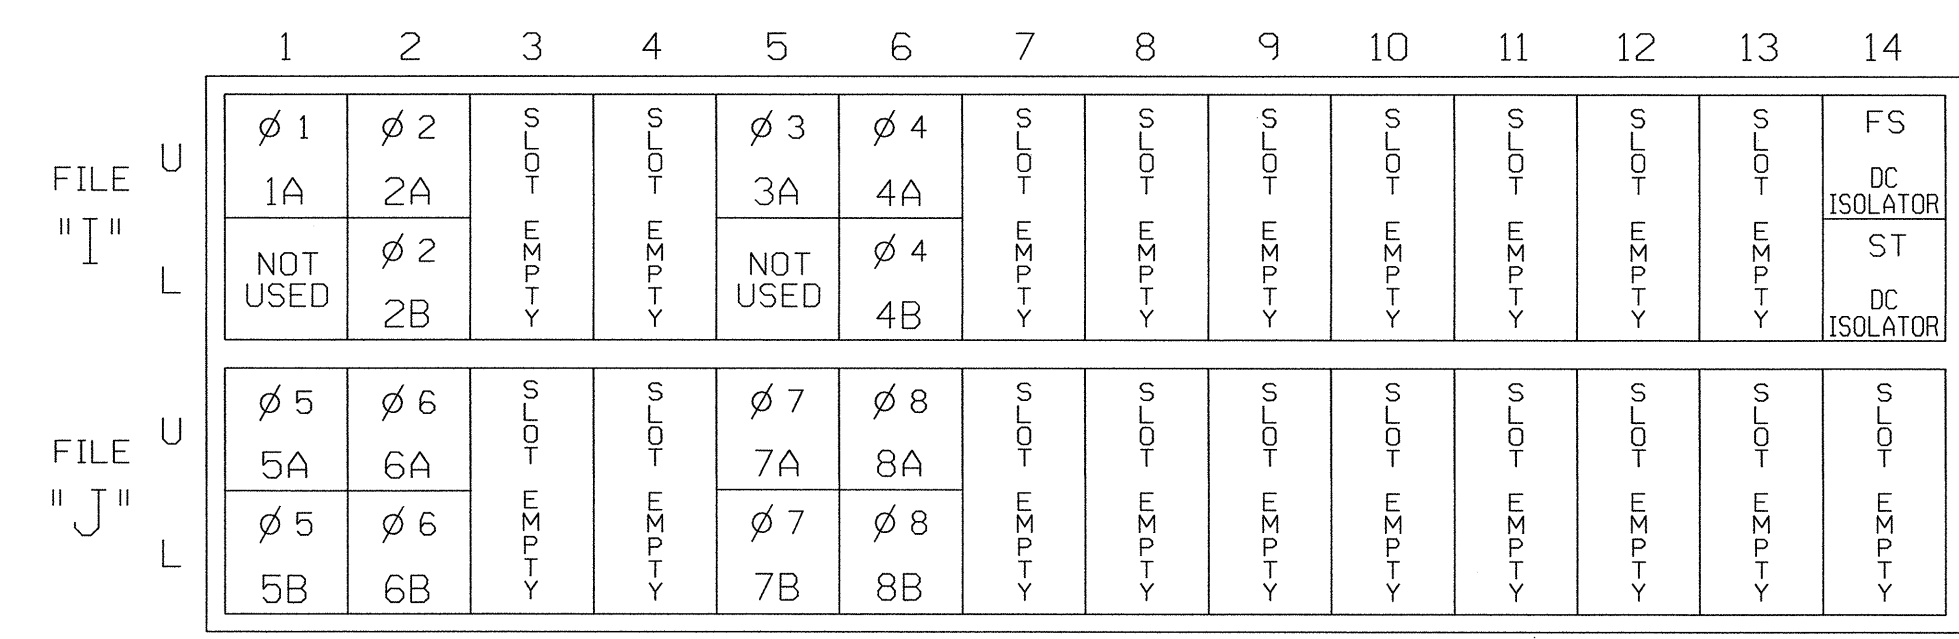 1 2 3 4 5 6 7 8 9 10 11 12 13 14
FILE "I"
U
L
Ø 1 1A
Ø 2 2A
SLOT EMPTY
SLOT EMPTY
Ø 3 3A
Ø 4 4A
SLOT EMPTY
SLOT EMPTY
SLOT EMPTY
SLOT EMPTY
SLOT EMPTY
SLOT EMPTY
SLOT EMPTY
FS DC ISOLATOR
NOT USED
Ø 2 2B
NOT USED
Ø 4 4B
ST DC ISOLATOR
FILE "J"
U
L
Ø 5 5A
Ø 6 6A
SLOT EMPTY
SLOT EMPTY
Ø 7 7A
Ø 8 8A
SLOT EMPTY
SLOT EMPTY
SLOT EMPTY
SLOT EMPTY
SLOT EMPTY
SLOT EMPTY
SLOT EMPTY
SLOT EMPTY
Ø 5 5B
Ø 6 6B
Ø 7 7B
Ø 8 8B